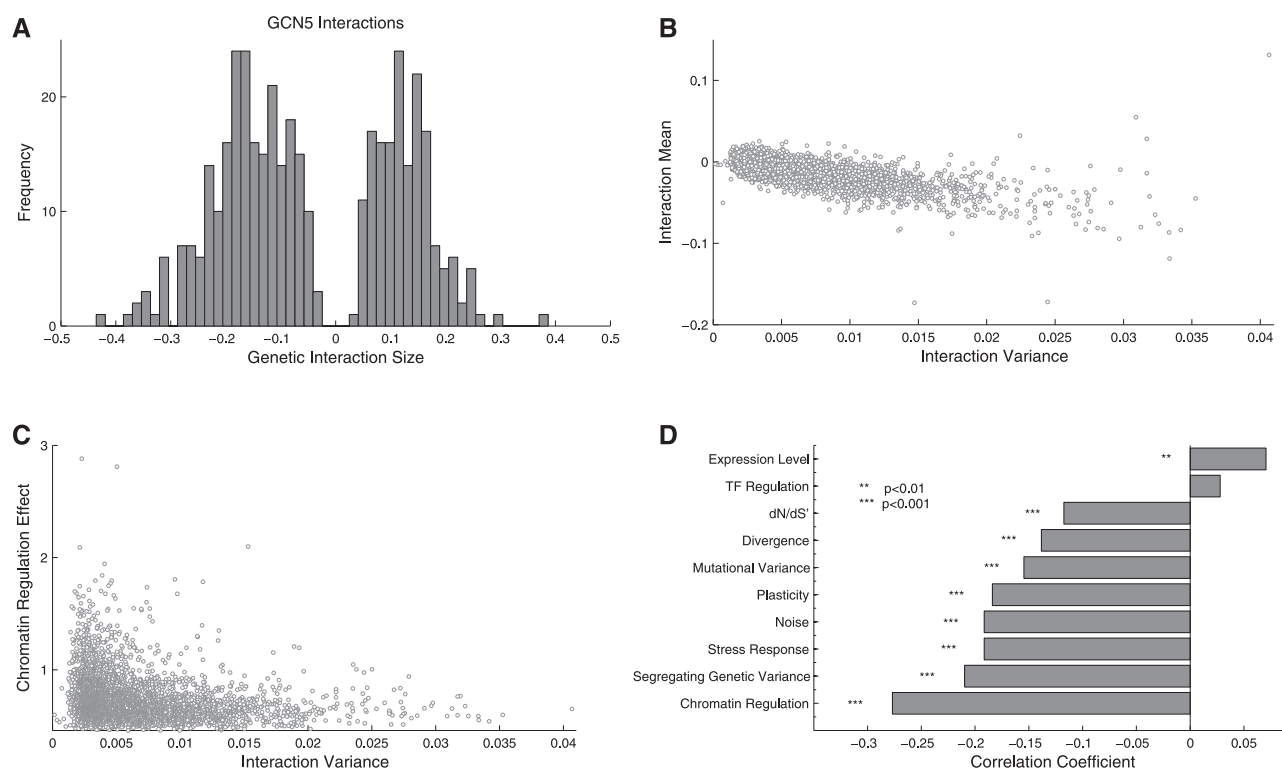 A
GCN5 Interactions
Frequency
20
10
0
−0.5 −0.4 −0.3 −0.2 −0.1 0 0.1 0.2 0.3 0.4 0.5
Genetic Interaction Size
B
Interaction Mean
0.1
0
−0.1
−0.2
0 0.005 0.01 0.015 0.02 0.025 0.03 0.035 0.04
Interaction Variance
C
Chromatin Regulation Effect
3
2
1
0 0.005 0.01 0.015 0.02 0.025 0.03 0.035 0.04
Interaction Variance
D
Expression Level **
TF Regulation ** p<0.01
*** p<0.001
dN/dS' ***
Divergence ***
Mutational Variance ***
Plasticity ***
Noise ***
Stress Response ***
Segregating Genetic Variance ***
Chromatin Regulation ***
−0.3 −0.25 −0.2 −0.15 −0.1 −0.05 0 0.05
Correlation Coefficient